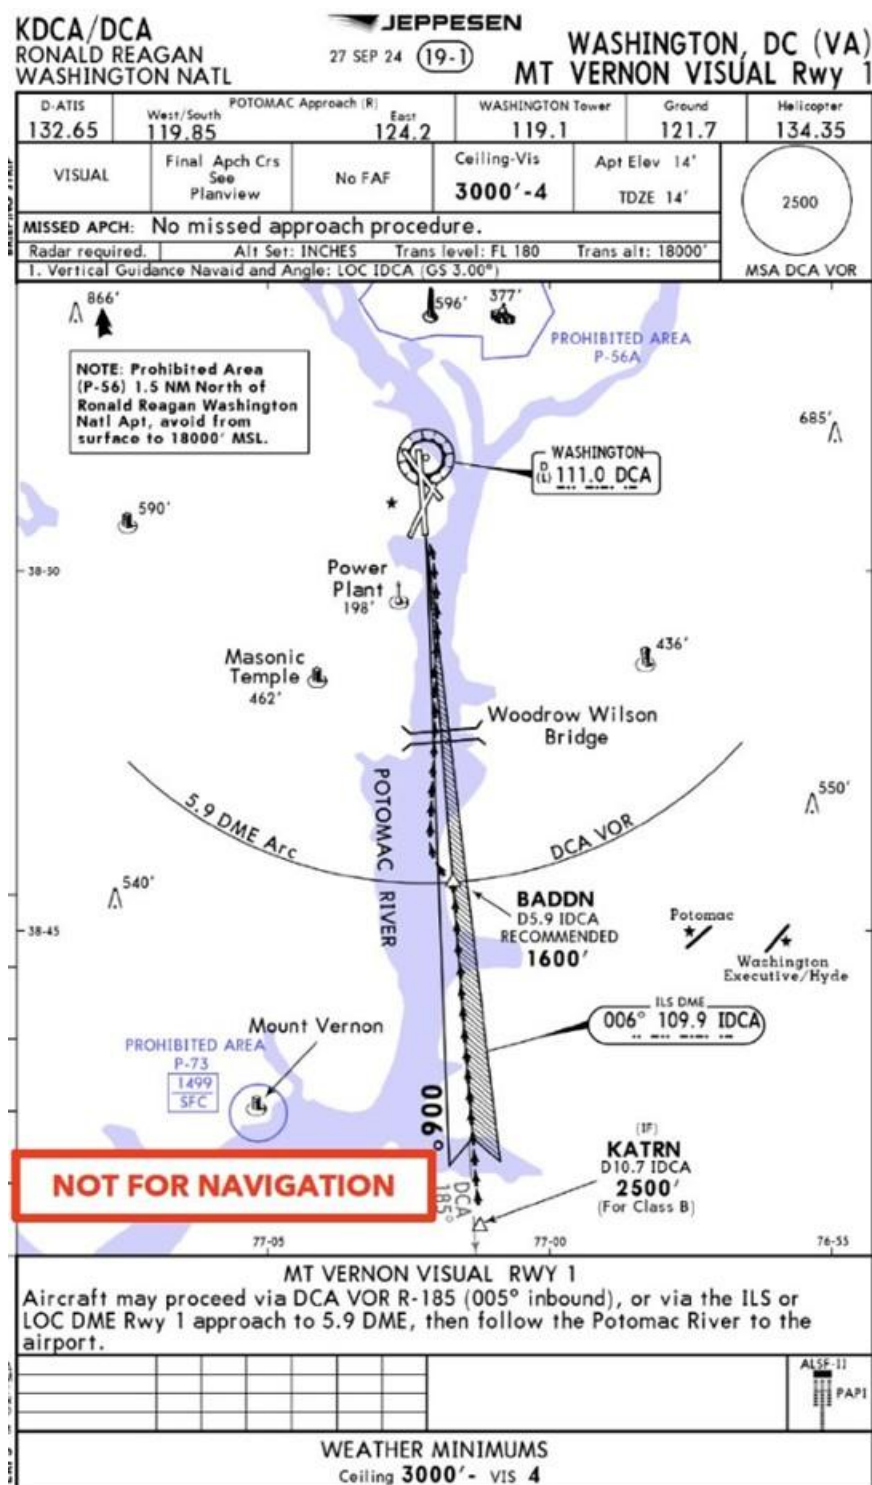 KDCA/DCA
RONALD REAGAN
WASHINGTON NATL
JEPPESEN
27 SEP 24 19-1
WASHINGTON, DC (VA)
MT VERNON VISUAL Rwy 1
D-ATIS
132.65
POTOMAC Approach (R)
West/South
119.85
East
124.2
WASHINGTON Tower
119.1
Ground
121.7
Helicopter
134.35
VISUAL
Final Apch Crs
See
Planview
No FAF
Ceiling-Vis
3000'-4
Apt Elev 14'
TDZE 14'
2500
MSA DCA VOR
MISSED APCH: No missed approach procedure.
Radar required. Alt Set: INCHES Trans level: FL 180 Trans alt: 18000'
1. Vertical Guidance Navaid and Angle: LOC IDCA (GS 3.00°)
866'
596'
377'
PROHIBITED AREA
P-56A
NOTE: Prohibited Area
(P-56) 1.5 NM North of
Ronald Reagan Washington
Natl Apt, avoid from
surface to 18000' MSL.
685'
WASHINGTON
D
(L) 111.0 DCA
590'
38-50
Power
Plant
198'
Masonic
Temple
462'
436'
Woodrow Wilson
Bridge
550'
5.9 DME Arc
DCA VOR
POTOMAC RIVER
540'
BADDN
D5.9 IDCA
RECOMMENDED
1600'
38-45
Potomac
Washington
Executive/Hyde
ILS DME
006° 109.9 IDCA
Mount Vernon
PROHIBITED AREA
P-73
1499
SFC
006°
(IF)
KATRN
D10.7 IDCA
2500'
(For Class B)
NOT FOR NAVIGATION
DCA
185°
77-05
77-00
76-55
MT VERNON VISUAL RWY 1
Aircraft may proceed via DCA VOR R-185 (005° inbound), or via the ILS or
LOC DME Rwy 1 approach to 5.9 DME, then follow the Potomac River to the
airport.
ALSF-II
PAPI
WEATHER MINIMUMS
Ceiling 3000'- VIS 4